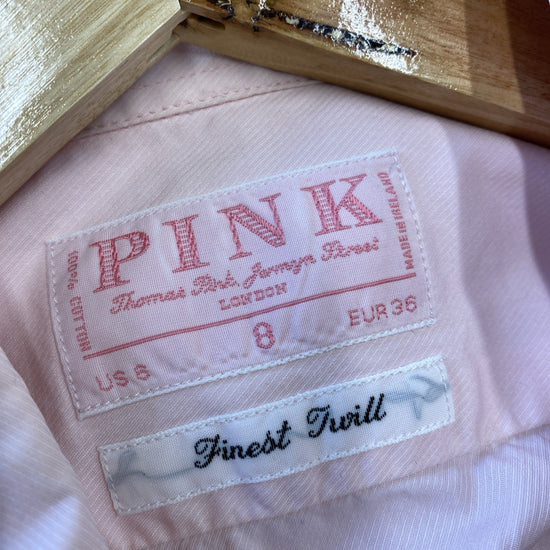 PINK
100% COTTON
Thomas Pink, Jermyn Street
LONDON
MADE IN IRELAND
US 6
8
EUR 36
Finest Twill